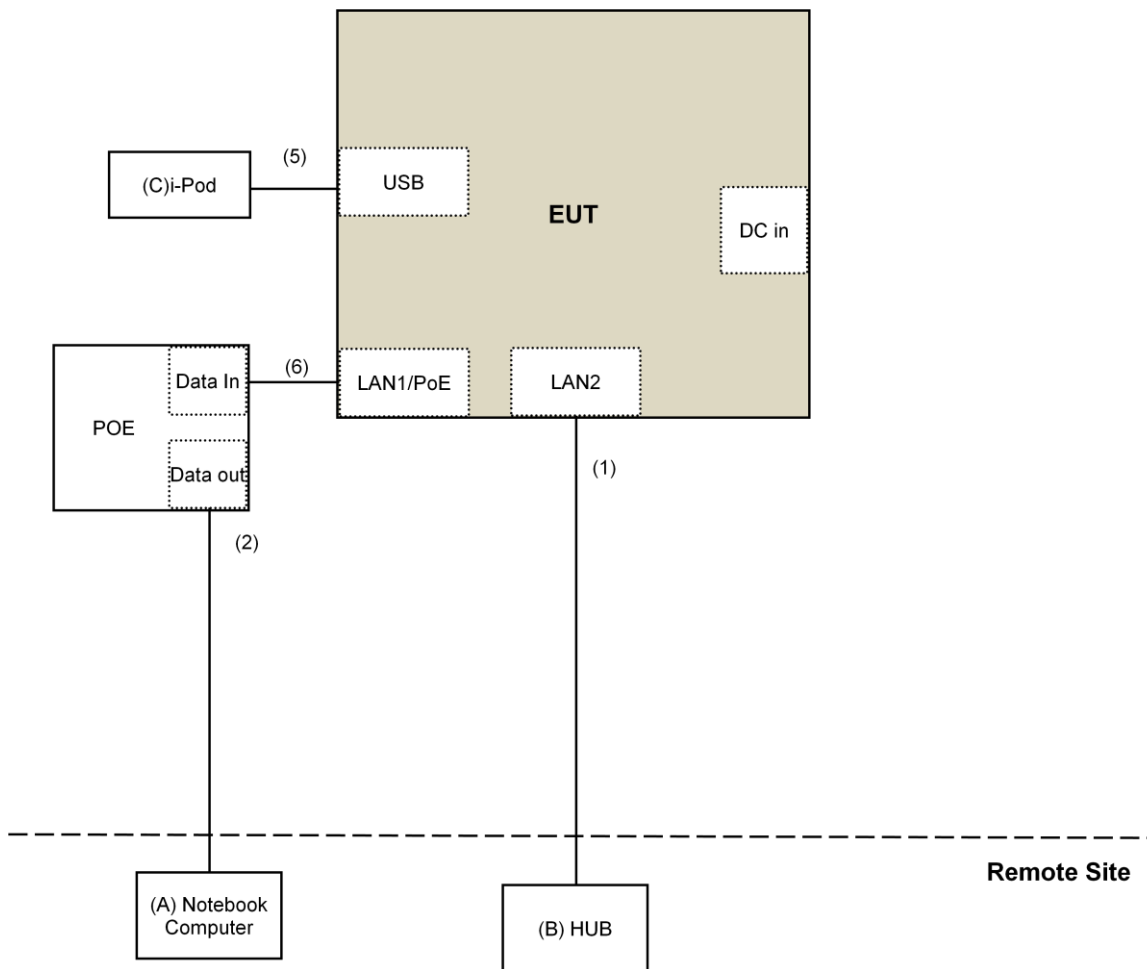 (5)
(C)i-Pod
USB
EUT
DC in
(6)
Data In
LAN1/PoE
LAN2
POE
Data out
(1)
(2)
Remote Site
(A) Notebook
Computer
(B) HUB